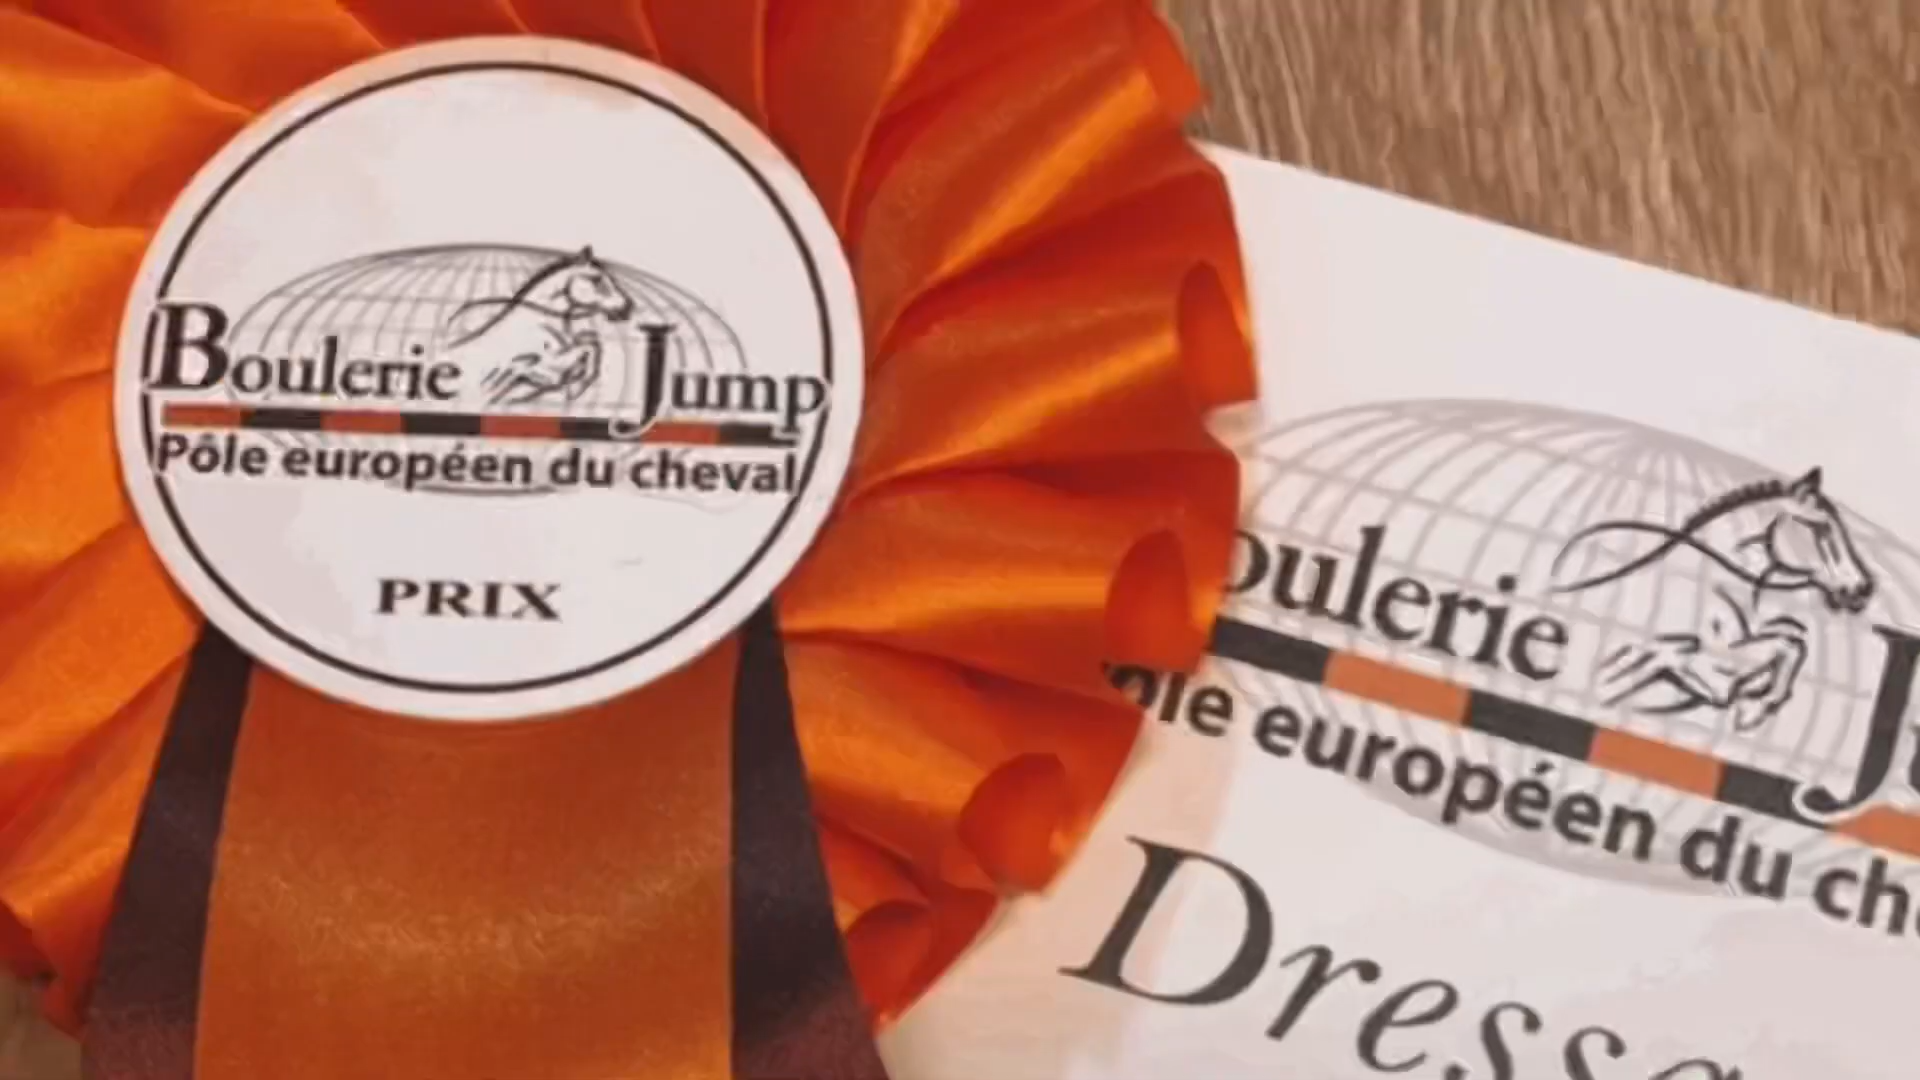 Boulerie Jump
Pôle européen du cheval
PRIX
oulerie J
ôle européen du ch
Dress